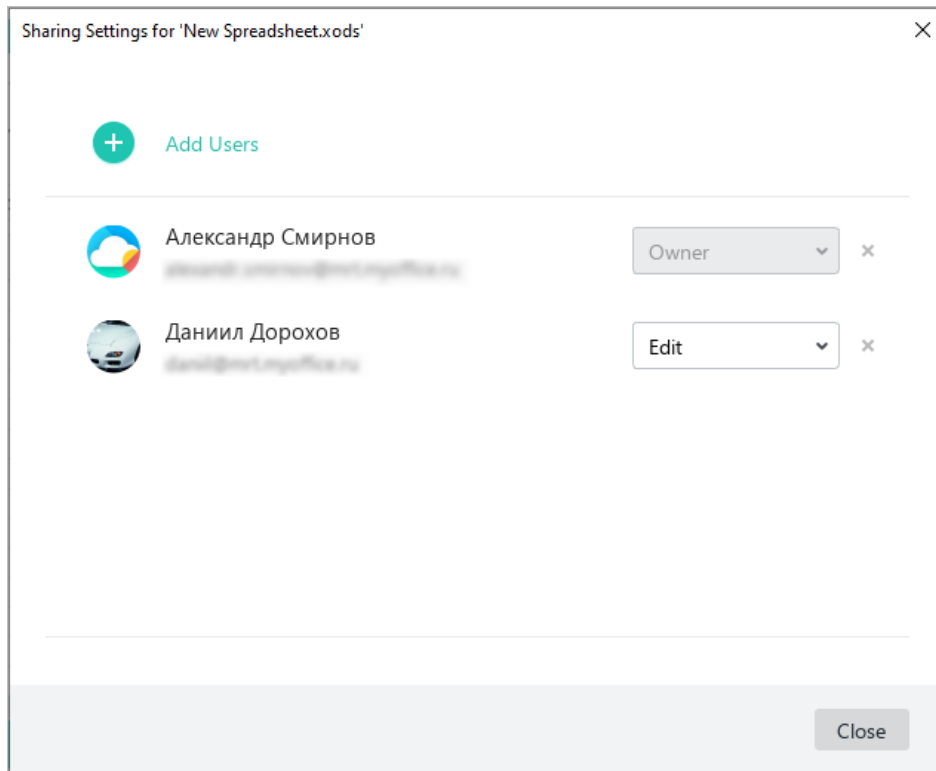 Sharing Settings for 'New Spreadsheet.xods'
Add Users
Александр Смирнов
Owner
Даниил Дорохов
Edit
Close